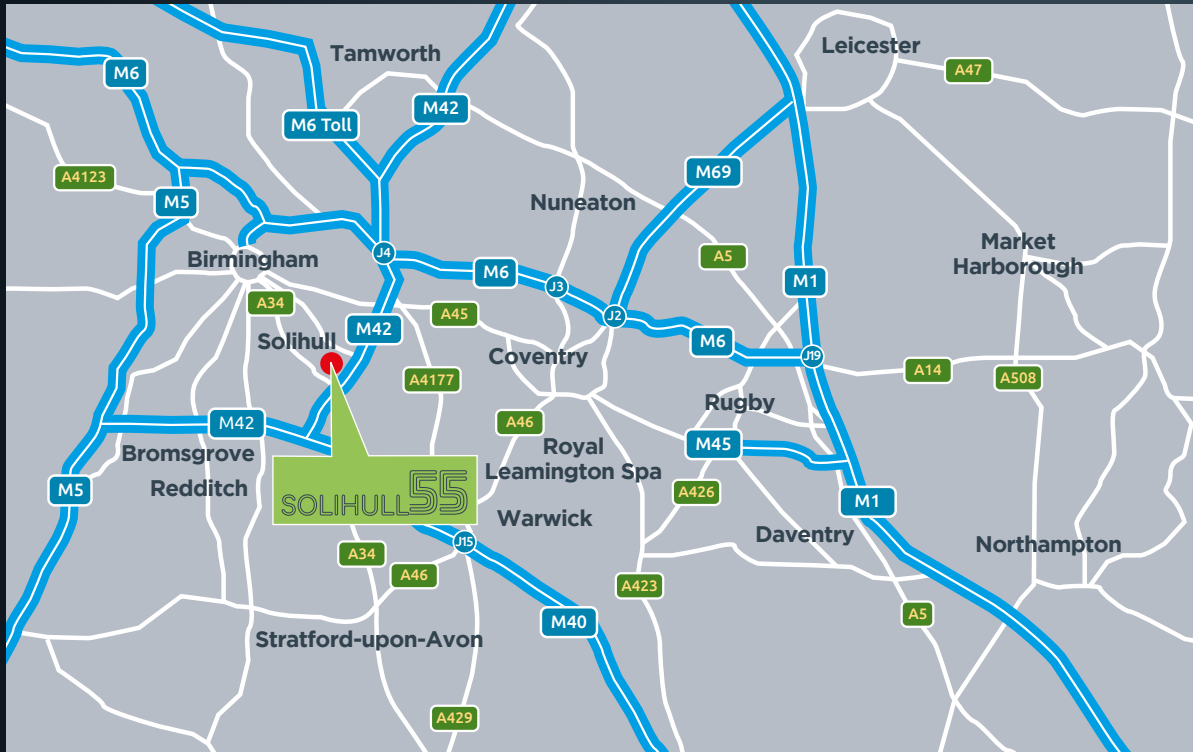 Leicester
Tamworth
A47
M6
M42
M6 Toll
M69
A4123
M5
Nuneaton
Market
Harborough
A5
Birmingham
J4
M6
J3
M1
A34
A45
J2
M42
Solihull
M6
Coventry
J19
A14
A4177
A508
Rugby
A46
M42
M45
Bromsgrove
Royal
Leamington Spa
M5
Redditch
A426
SOLIHULL 55
M1
Warwick
Daventry
J15
Northampton
A34
A46
A423
A5
M40
Stratford-upon-Avon
A429